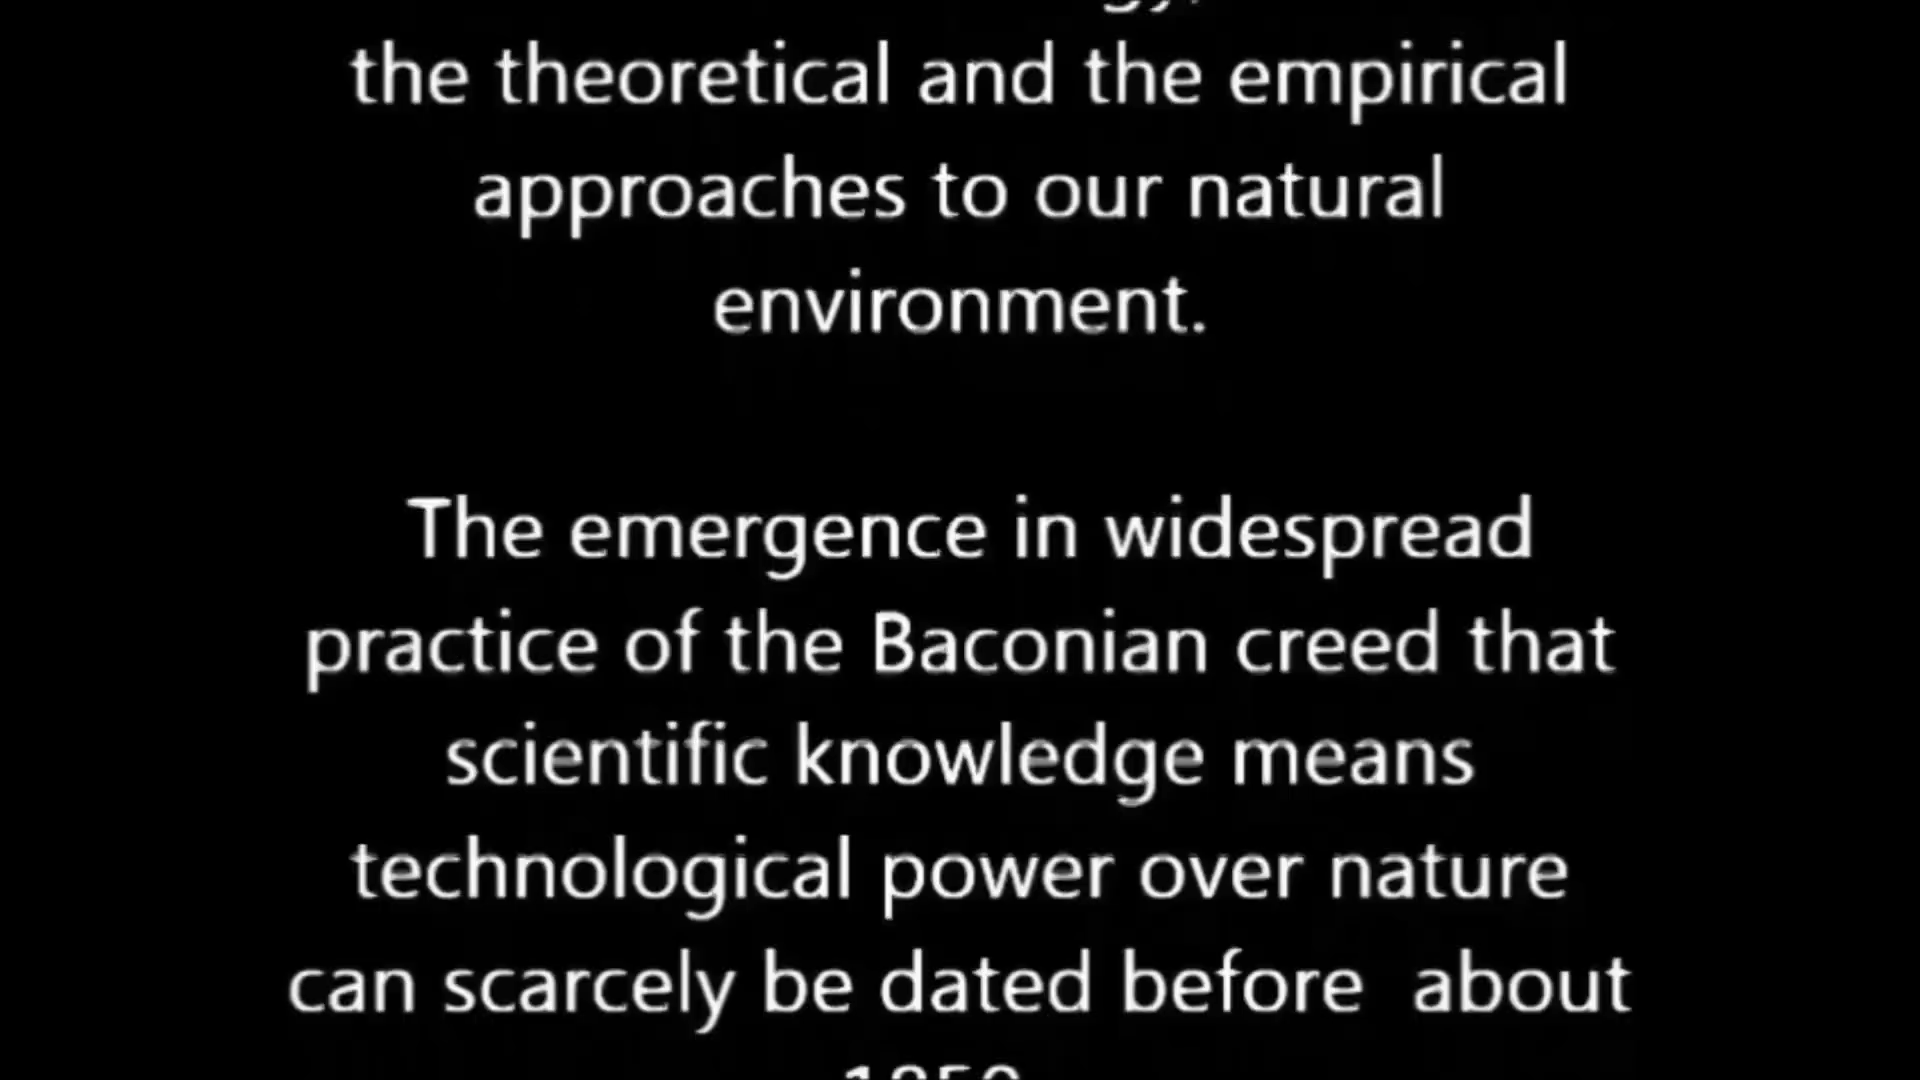 the theoretical and the empirical
approaches to our natural
environment.
The emergence in widespread
practice of the Baconian creed that
scientific knowledge means
technological power over nature
can scarcely be dated before  about
1850